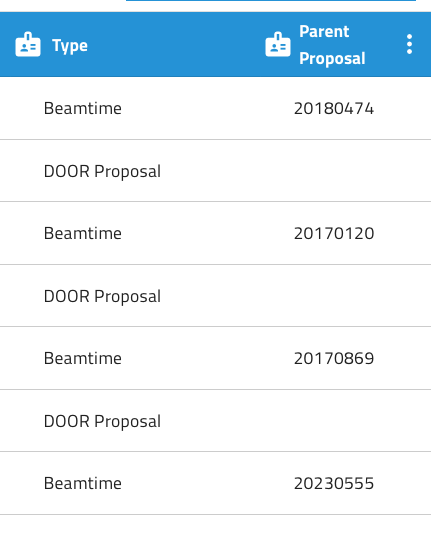 Type Parent
Proposal
Beamtime 20180474
DOOR Proposal
Beamtime 20170120
DOOR Proposal
Beamtime 20170869
DOOR Proposal
Beamtime 20230555